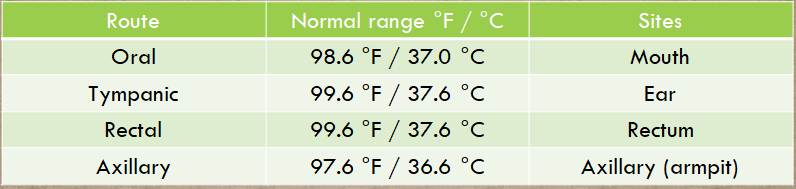 Route Normal range °F / °C Sites
Oral 98.6 °F / 37.0 °C Mouth
Tympanic 99.6 °F / 37.6 °C Ear
Rectal 99.6 °F / 37.6 °C Rectum
Axillary 97.6 °F / 36.6 °C Axillary (armpit)